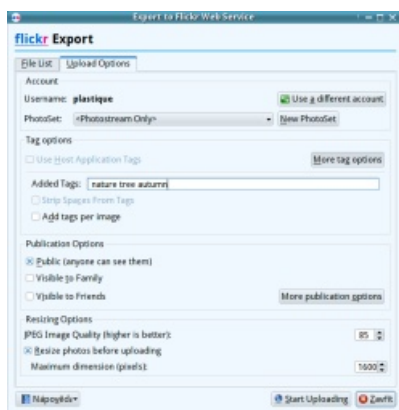 Export to Flickr Web Service
flickr Export
File List Upload Options
Account
Username: plastique Use a different account
PhotoSet: <Photostream Only> New PhotoSet
Tag options
Use Host Application Tags More tag options
Added Tags: nature tree autumn
Strip Spaces From Tags
Add tags per image
Publication Options
Public (anyone can see them)
Visible to Family
Visible to Friends More publication options
Resizing Options
JPEG Image Quality (higher is better): 85
Resize photos before uploading
Maximum dimension (pixels): 1600
Nápověda Start Uploading Zavřít